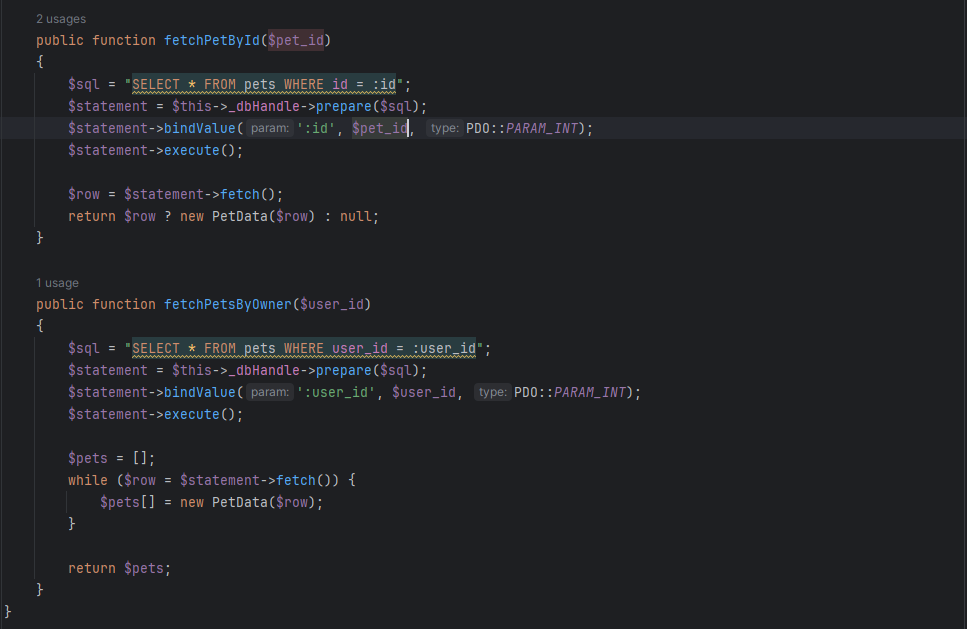 2 usages
public function fetchPetById($pet_id)
{
$sql = "SELECT * FROM pets WHERE id = :id";
$statement = $this->_dbHandle->prepare($sql);
$statement->bindValue( param: ':id', $pet_id, type: PDO::PARAM_INT);
$statement->execute();
$row = $statement->fetch();
return $row ? new PetData($row) : null;
}
1 usage
public function fetchPetsByOwner($user_id)
{
$sql = "SELECT * FROM pets WHERE user_id = :user_id";
$statement = $this->_dbHandle->prepare($sql);
$statement->bindValue( param: ':user_id', $user_id, type: PDO::PARAM_INT);
$statement->execute();
$pets = [];
while ($row = $statement->fetch()) {
$pets[] = new PetData($row);
}
return $pets;
}
}